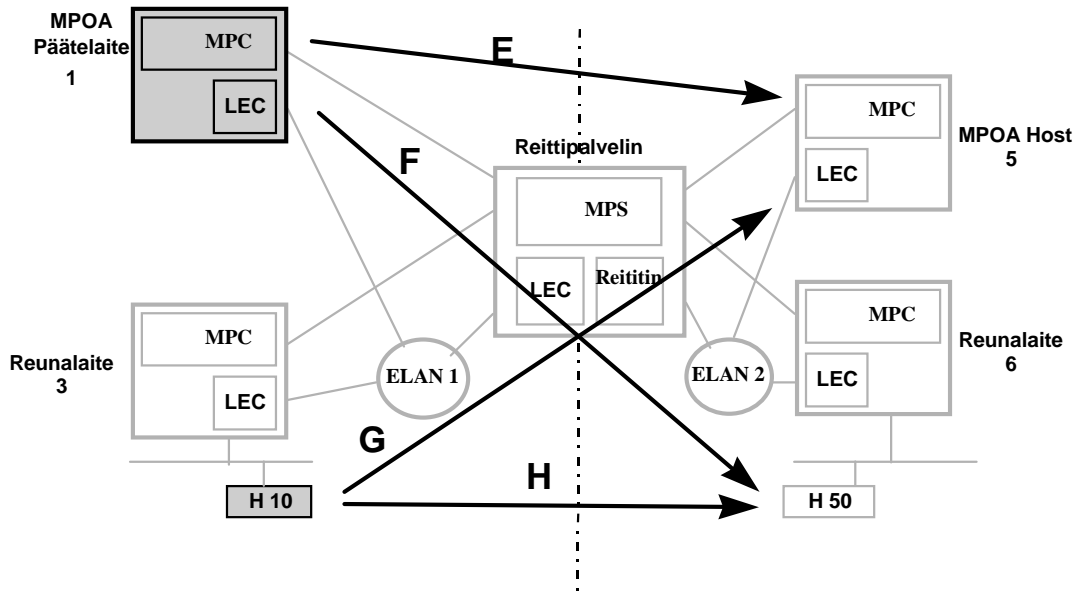 MPOA
Päätelaite
1
MPC
LEC
E
F
Reittipalvelin
MPS
LEC
Reititin
MPC
LEC
MPOA Host
5
Reunalaite
3
MPC
LEC
ELAN 1
ELAN 2
MPC
LEC
Reunalaite
6
G
H
H 10
H 50